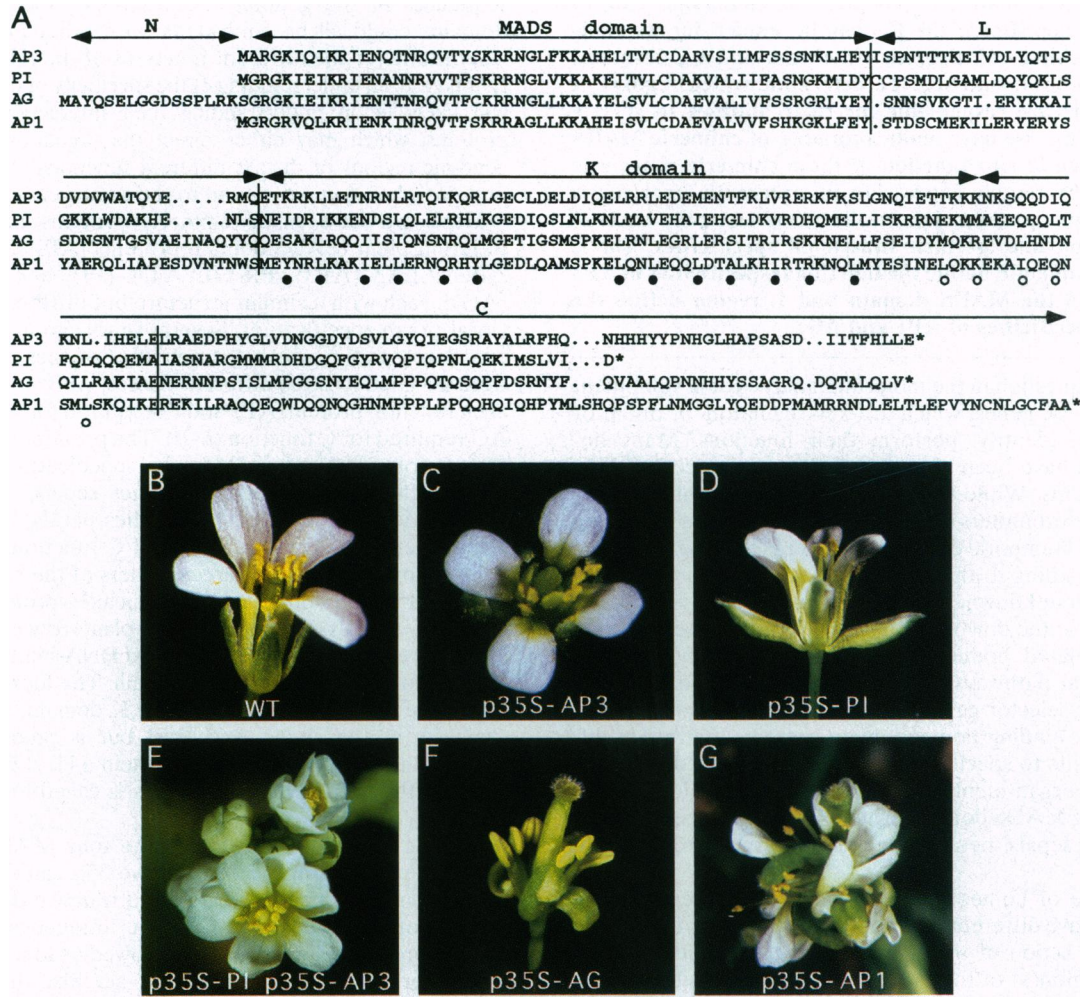 A
N MADS domain L
AP3 MARGKIEIKRIENQTNRQVTYSKRRNGLFKKAHELTVLCDARVSIIMFSSSNKLHEYISPNTTTKEIVDLYQTIS
PI MGRGKIEIKRIENANNRVVTFSKRRNGLVKKAKEITVLCDAKVALIIFASNGKMIDYCCPSMDLGAMLDQYQKLS
AG MAYQSELGGDSSPLRKSGRGKIEIKRIENTTNRQVTFCKRRNGLLKKAYELSVLCDAEVALIVFSSRGRLYEY.SNNSVKGTI.ERYKKAI
AP1 MGRGRVQLKRIENKINRQVTFSKRRAGLLKKAHEISVLCDAEVALVVFSHKGKLFEY.STDSCMEKILERYERYS
K domain
AP3 DVDVWATQYE.....RMQETKRKLLETNRNLRTQIKQRLGECLDELDIQELRRLEDEMENTFKLVRERKFKSLGNQIETTKKKNKSQQDIQ
PI GKKLWDAKHE....NLSNEIDRIKKENDSLQLELRHLKGEDIQSLNLKNLMAVEHAIEHGLDKVRDHQMEILISKRRNEKMMAEEQRQLT
AG SDNSNTGSVAEINAQYYQQESAKLRQQIISIQNSNRQLMGETIGSMSPKELRNLEGRLERSITRIRSKKNELLFSEIDYMQKREVDLHNDN
AP1 YAERQLIAPESDVNTNWSMEYNRLKAKIELLERNQRHYLGEDLQAMSPKELQNLEQQLDTALKHIRTRKNQLMYESINELQKKEKAIQEQN
C
AP3 KNL.IHELELRAEDPHYGLVDNGGDYDSVLGYQIEGSRAYALRFHQ...NHHHYYPNHGLHAPSASD..IITFHLLE*
PI FQLQQQEMAIASNARGMMMRDHDGQFGYRVQPIQPNLQEKIMSLVI...D*
AG QILRAKIAENERNNPSISLMPGGSNYEQLMPPPQTQSQPFDSRNYF...QVAALQPNNHHYSSAGRQ.DQTALQLV*
AP1 SMLSKQIKEREKILRAQQEQWDQQNQGHNMPPPLPPQQHQIQHPYMLSHQPSPFLNMGGLYQEDDPMAMRRNDLELTLEPVYNCNLGCFAA*
B
WT
C
p35S-AP3
D
p35S-PI
E
p35S-PI p35S-AP3
F
p35S-AG
G
p35S-AP1